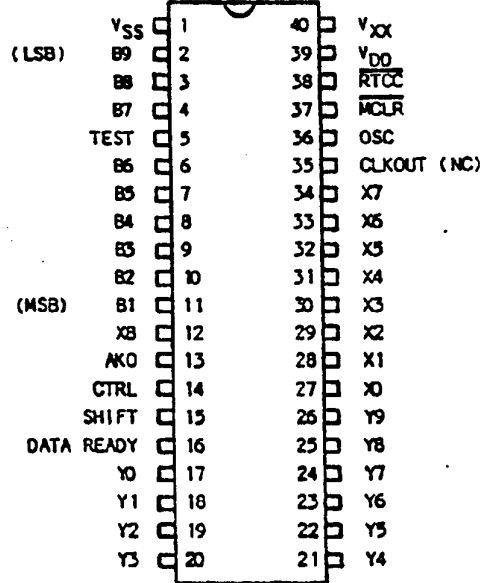 VSS 1 40 VXX
(LSB) B9 2 39 VDD
B8 3 38 RTCC
B7 4 37 MCLR
TEST 5 36 OSC
B6 6 35 CLKOUT (NC)
B5 7 34 X7
B4 8 33 X6
B3 9 32 X5
B2 10 31 X4
(MSB) B1 11 30 X3
X8 12 29 X2
AKO 13 28 X1
CTRL 14 27 X0
SHIFT 15 26 Y9
DATA READY 16 25 Y8
Y0 17 24 Y7
Y1 18 23 Y6
Y2 19 22 Y5
Y3 20 21 Y4